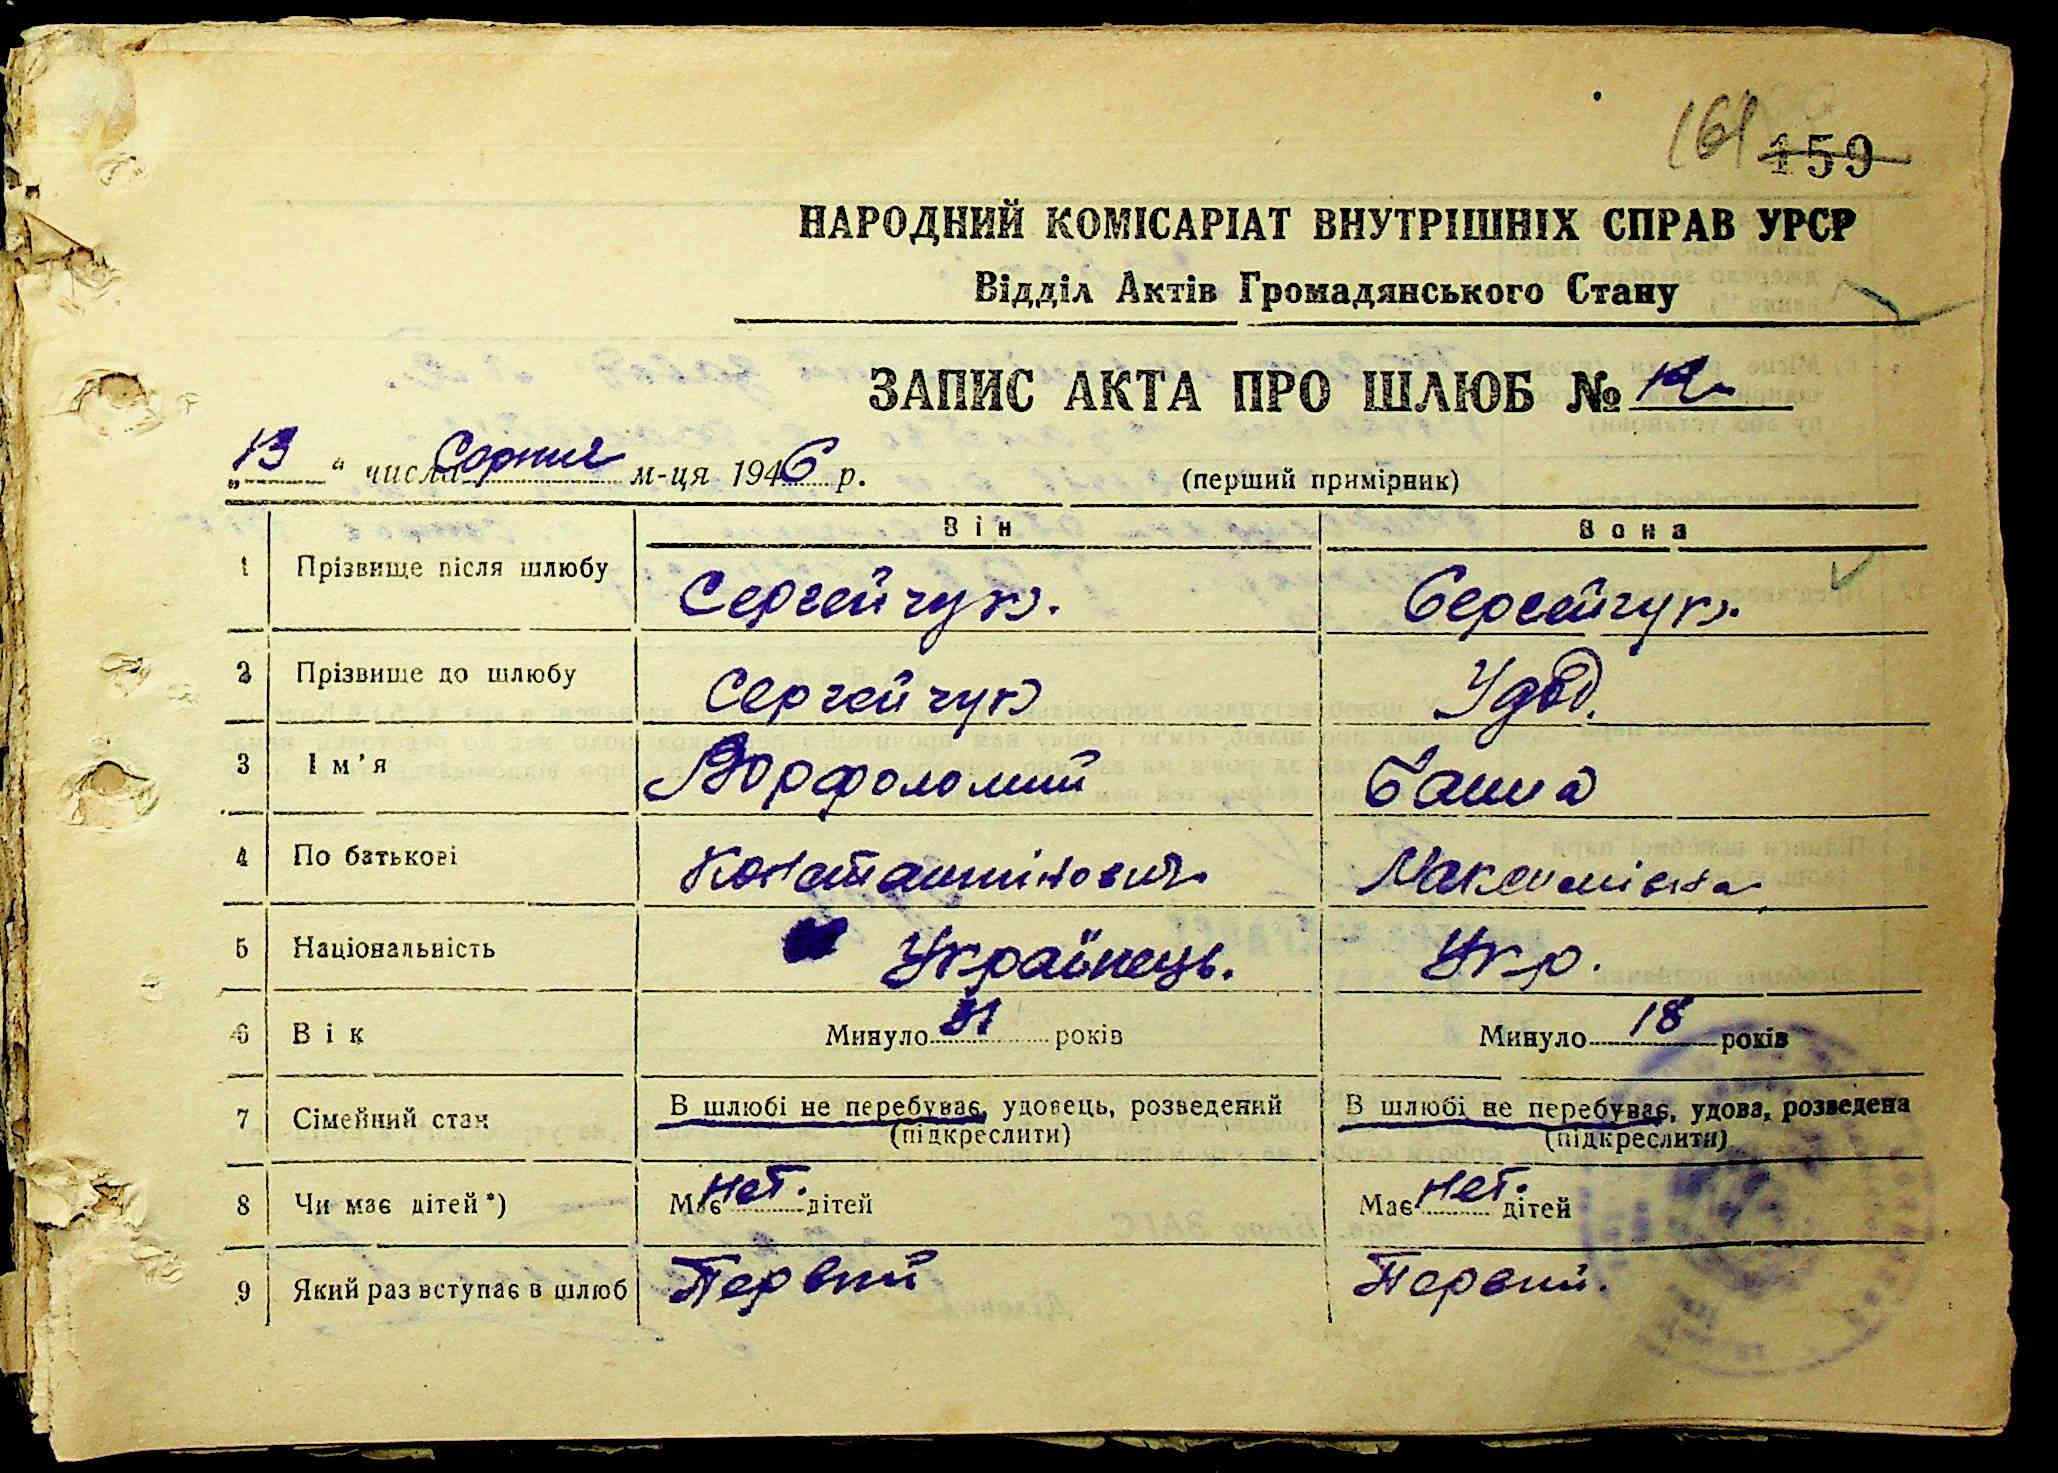 161 159
НАРОДНИЙ КОМІСАРІАТ ВНУТРІШНІХ СПРАВ УРСР
Відділ Актів Громадянського Стану
ЗАПИС АКТА ПРО ШЛЮБ № 12
„13“ числа Серпня м-ця 1946 р. (перший примірник)
Він Вона
1 Прізвище після шлюбу Сергейчук. Сергейчук.
2 Прізвище до шлюбу Сергейчук Удод.
3 Ім'я Ворфоломий Ганна
4 По батькові Константинович Максимівна
5 Національність Українець. Укр.
6 Вік Минуло 31 років Минуло 18 років
7 Сімейний стан В шлюбі не перебуває, удовець, розведений В шлюбі не перебуває, удова, розведена
(підкреслити) (підкреслити)
8 Чи має дітей*) Має нет. дітей Має нет. дітей
9 Який раз вступає в шлюб Первий Первий.